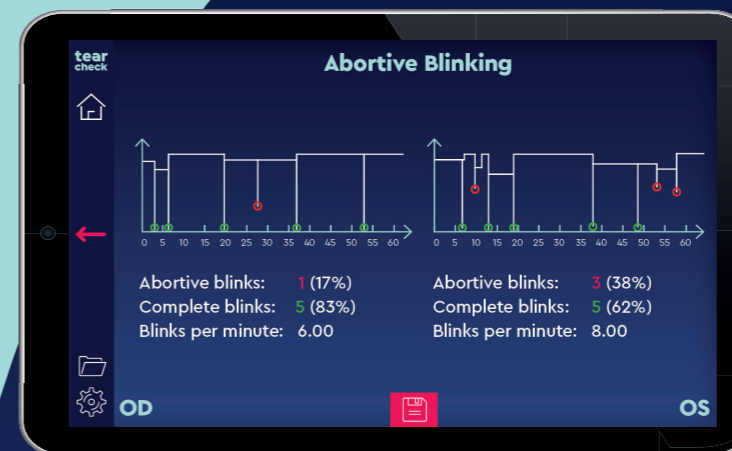 tear
check
Abortive Blinking
0 5 10 15 20 25 30 35 40 45 50 55 60
Abortive blinks: 1 (17%)
Complete blinks: 5 (83%)
Blinks per minute: 6.00
0 5 10 15 20 25 30 35 40 45 50 55 60
Abortive blinks: 3 (38%)
Complete blinks: 5 (62%)
Blinks per minute: 8.00
OD
OS